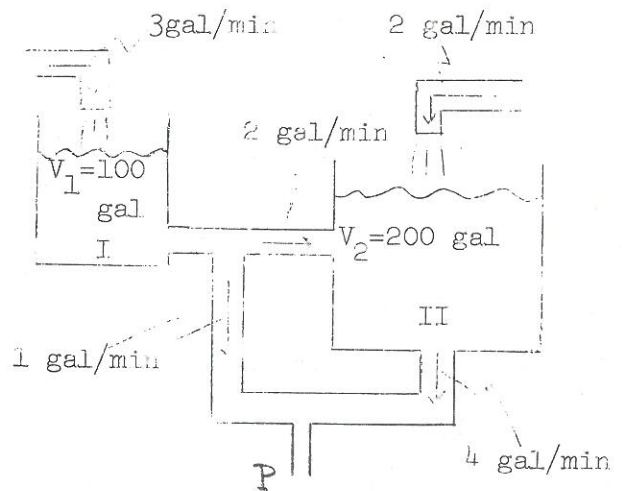 3gal/min
2 gal/min
2 gal/min
V1=100
gal
I
V2=200 gal
II
1 gal/min
4 gal/min
P